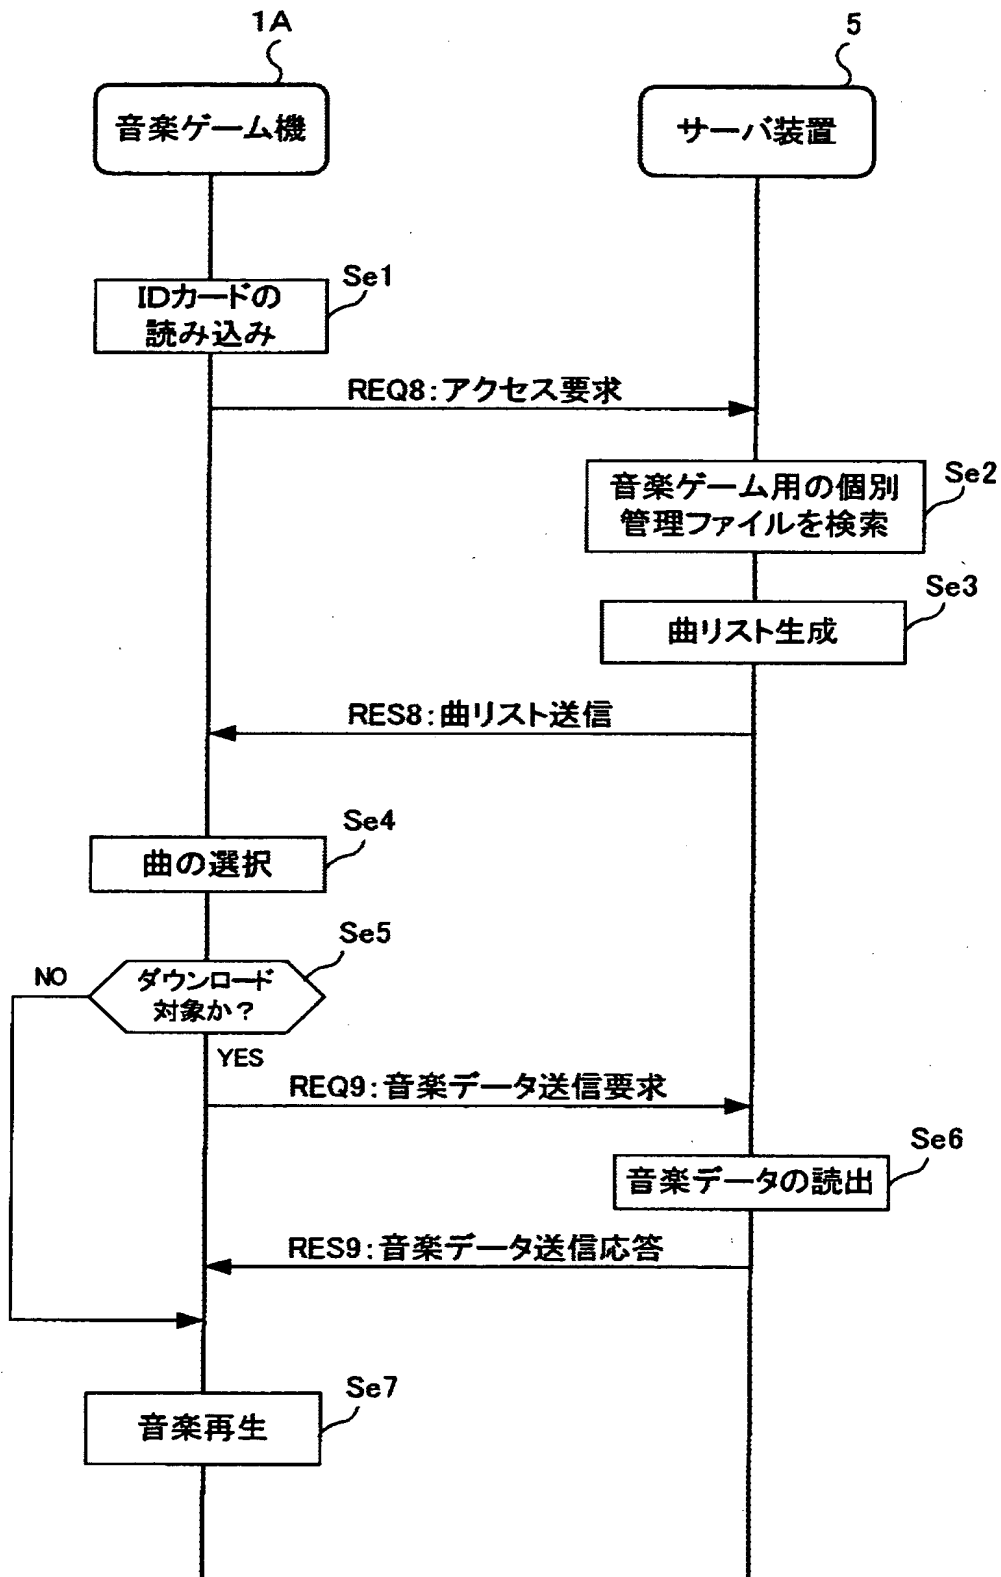 1A
5
音楽ゲーム機
サーバ装置
Se1
IDカードの
読み込み
REQ8:アクセス要求
Se2
音楽ゲーム用の個別
管理ファイルを検索
Se3
曲リスト生成
RES8:曲リスト送信
Se4
曲の選択
Se5
NO
ダウンロード
対象か?
YES
REQ9:音楽データ送信要求
Se6
音楽データの読出
RES9:音楽データ送信応答
Se7
音楽再生